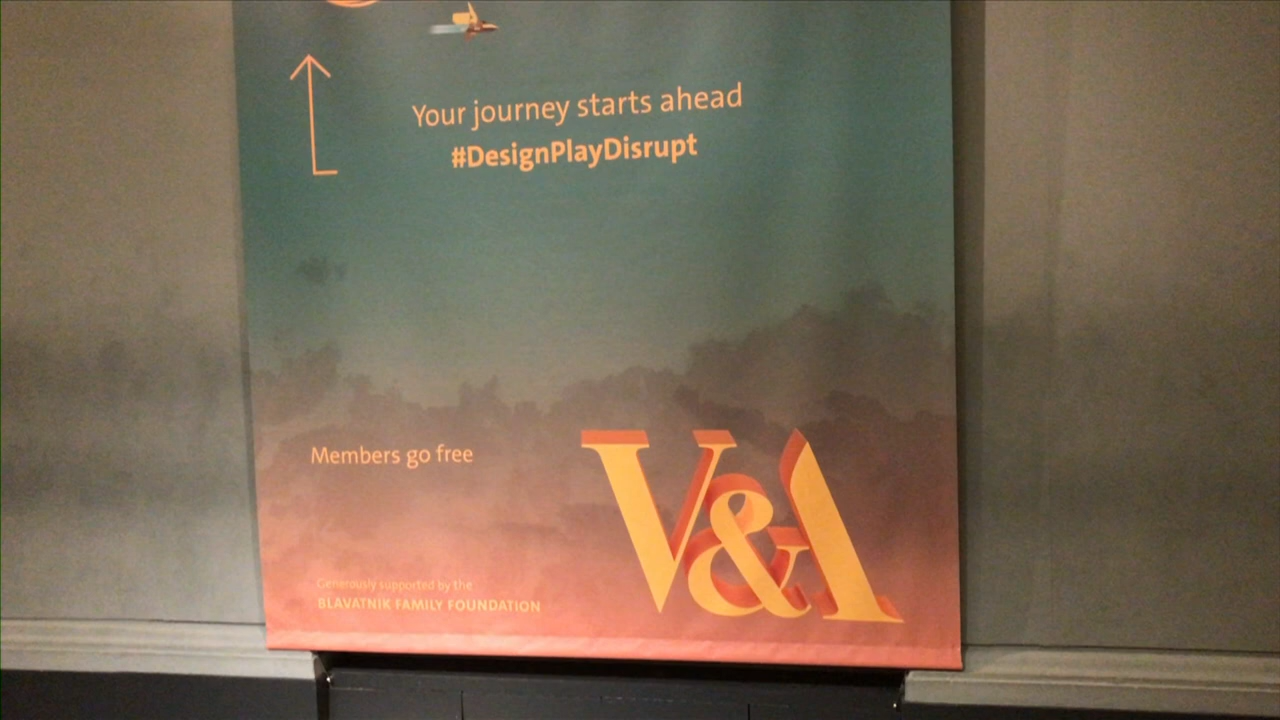 Your journey starts ahead
#DesignPlayDisrupt
Members go free
V&A
Generously supported by the
BLAVATNIK FAMILY FOUNDATION